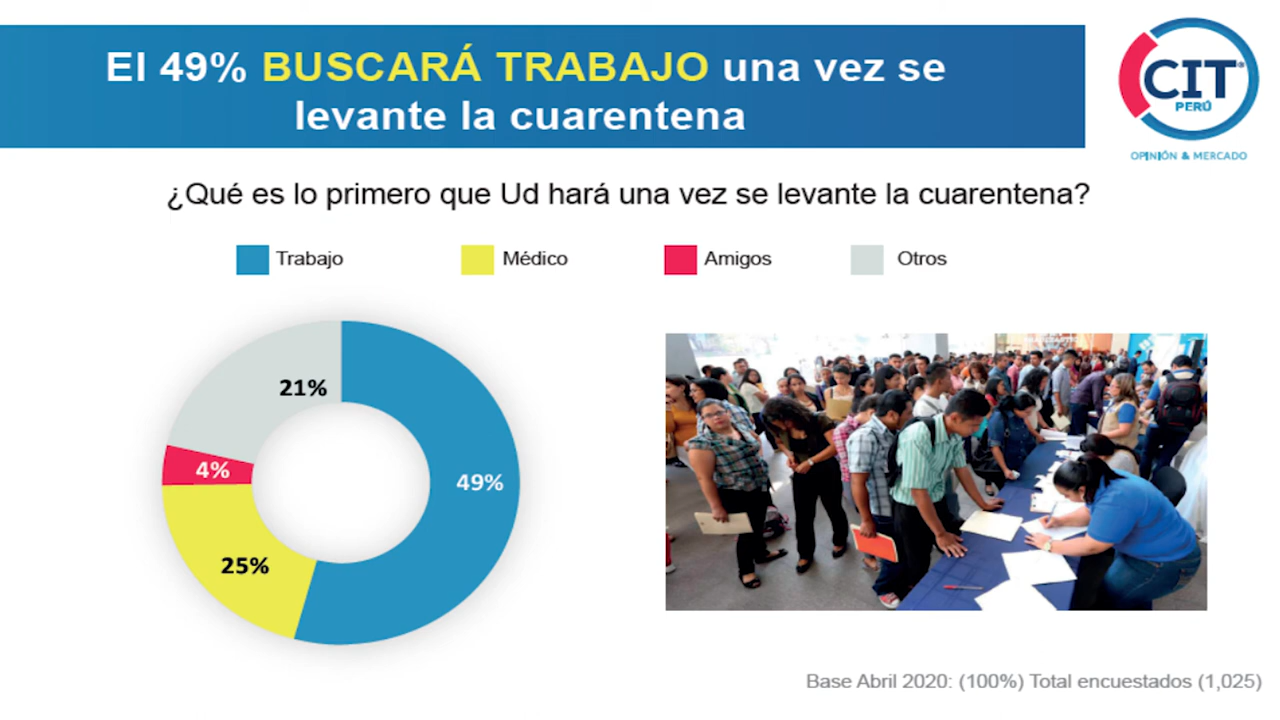 El 49% BUSCARÁ TRABAJO una vez se
levante la cuarentena
CIT®
PERÚ
OPINIÓN & MERCADO
¿Qué es lo primero que Ud hará una vez se levante la cuarentena?
Trabajo
Médico
Amigos
Otros
21%
4%
49%
25%
Base Abril 2020: (100%) Total encuestados (1,025)